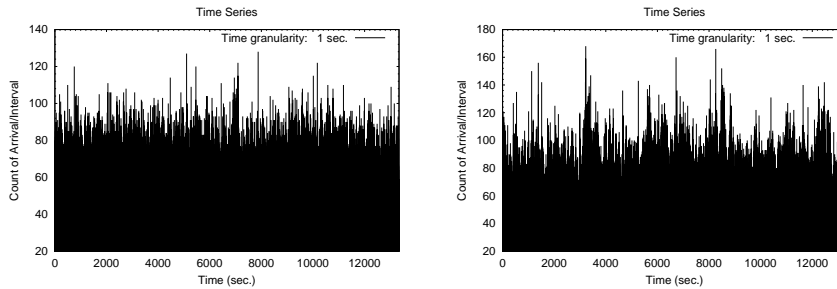 Time Series
Time granularity: 1 sec.
Count of Arrival/Interval
140
120
100
80
60
40
20
0 2000 4000 6000 8000 10000 12000
Time (sec.)
Time Series
Time granularity: 1 sec.
Count of Arrival/Interval
180
160
140
120
100
80
60
40
20
0 2000 4000 6000 8000 10000 12000
Time (sec.)